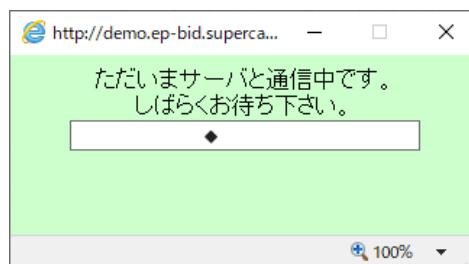 http://demo.ep-bid.superca...
ただいまサーバと通信中です。
しばらくお待ち下さい。
100%